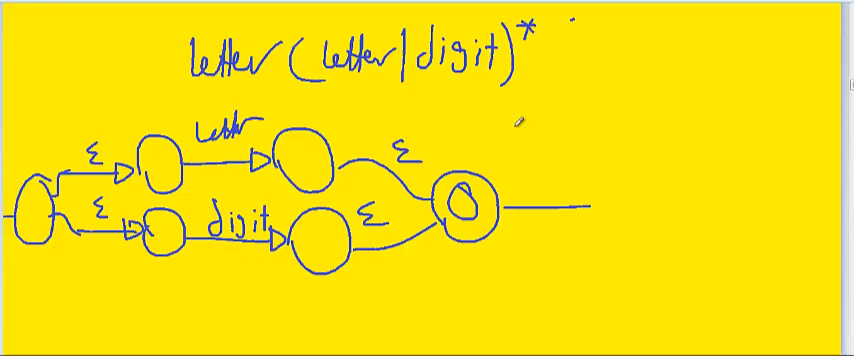 letter (letter|digit)*
letter
ε ε
ε digit ε